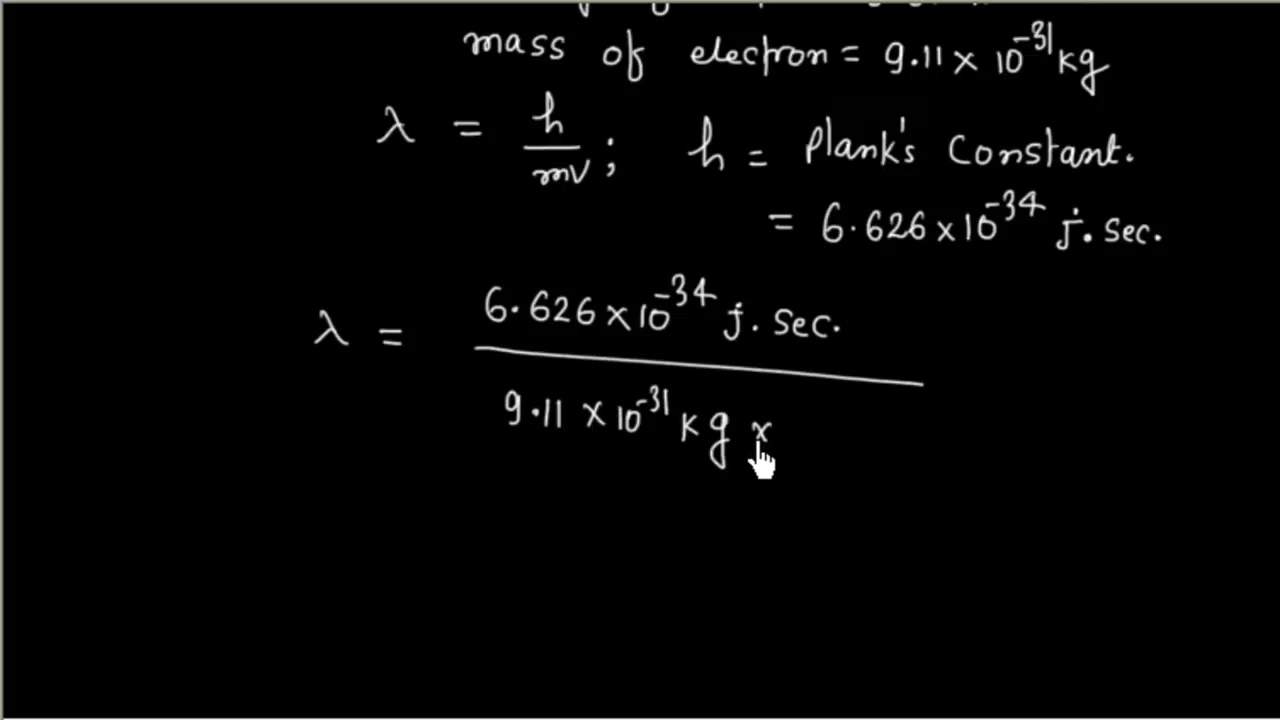 mass of electron = 9.11 x 10⁻³¹ kg
λ = h/mv ; h = Plank's Constant.
= 6.626 x 10⁻³⁴ j. sec.
λ = 6.626 x 10⁻³⁴ j. sec.
9.11 x 10⁻³¹ kg x